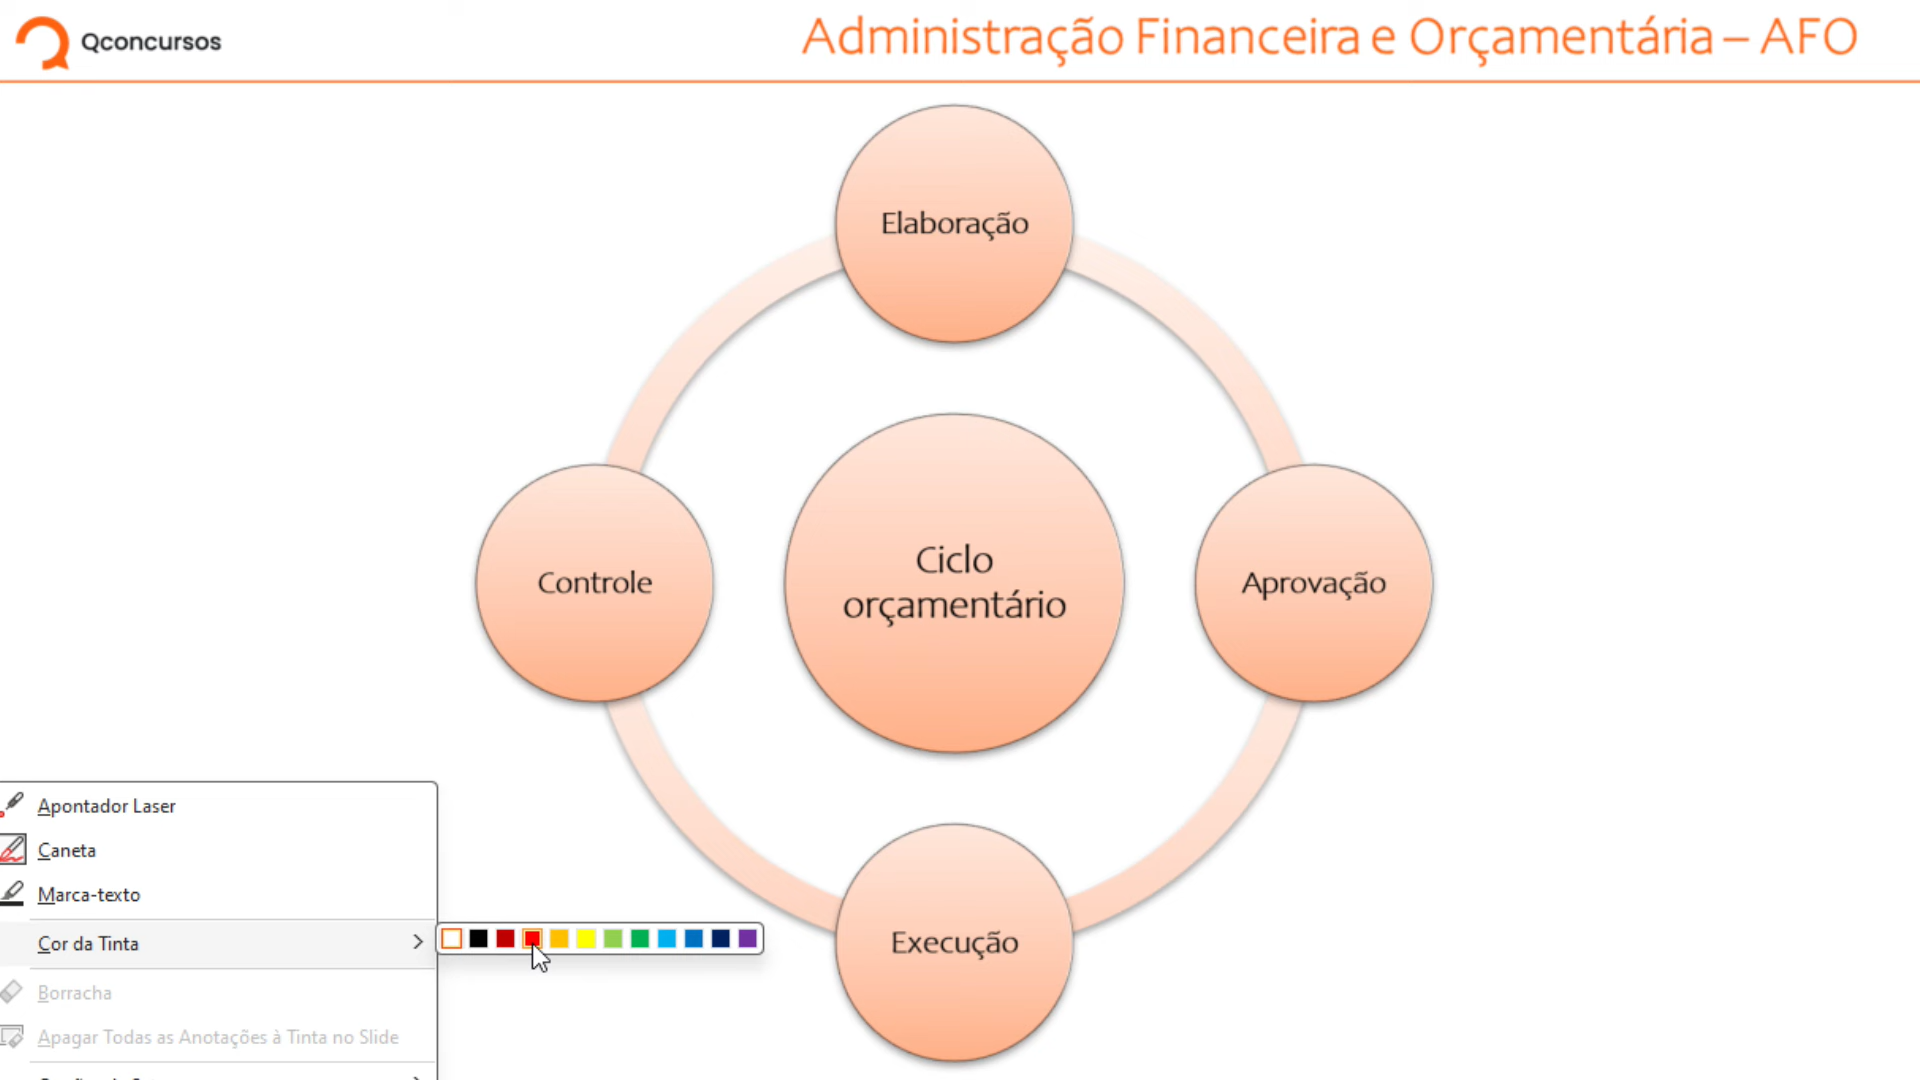 Qconcursos
Administração Financeira e Orçamentária – AFO
Elaboração
Controle
Ciclo
orçamentário
Aprovação
Execução
Apontador Laser
Caneta
Marca-texto
Cor da Tinta
Borracha
Apagar Todas as Anotações à Tinta no Slide